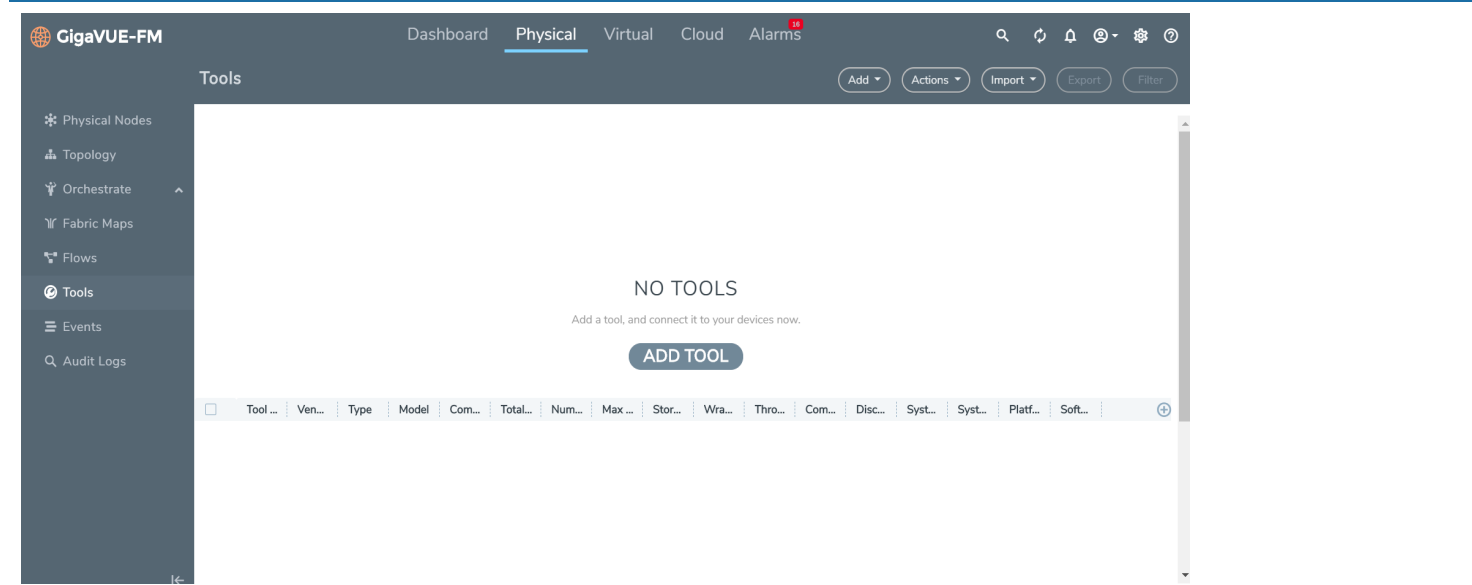 GigaVUE-FM
Dashboard Physical Virtual Cloud Alarms 16
Tools
Add Actions Import Export Filter
Physical Nodes
Topology
Orchestrate
Fabric Maps
Flows
Tools
Events
Audit Logs
NO TOOLS
Add a tool, and connect it to your devices now.
ADD TOOL
Tool ... Ven... Type Model Com... Total... Num... Max ... Stor... Wra... Thro... Com... Disc... Syst... Syst... Platf... Soft...